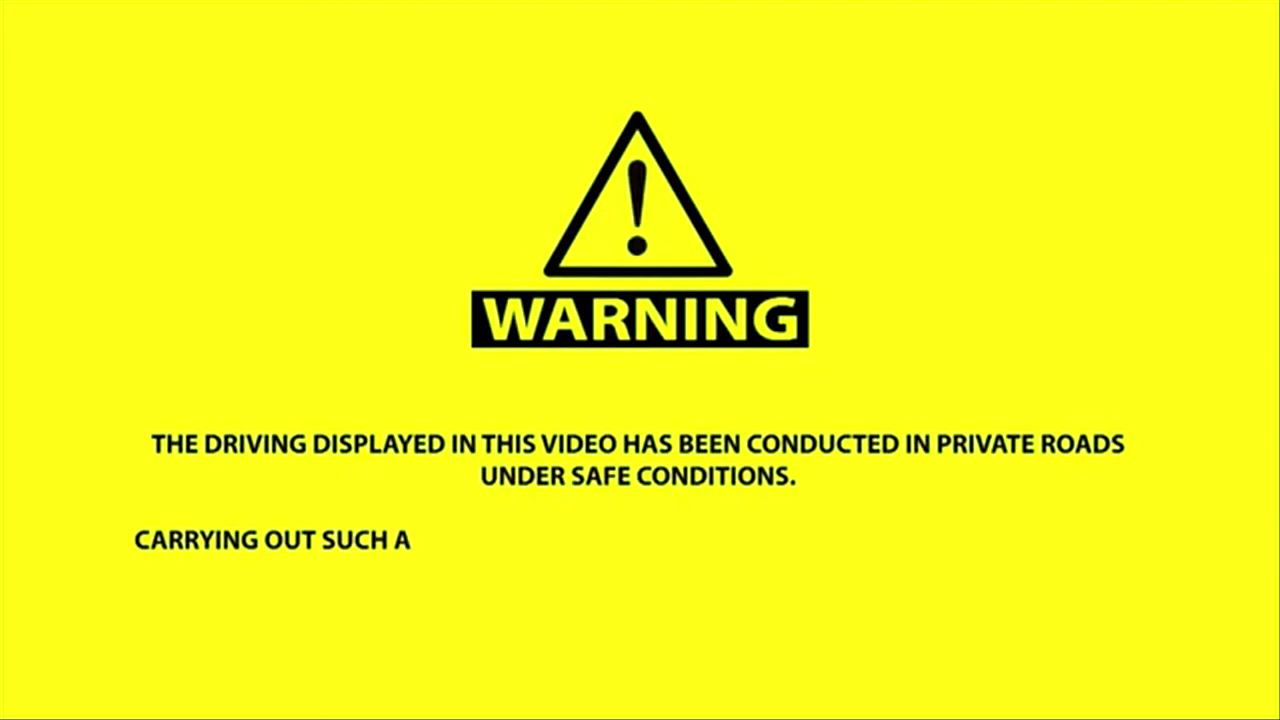 WARNING
THE DRIVING DISPLAYED IN THIS VIDEO HAS BEEN CONDUCTED IN PRIVATE ROADS
UNDER SAFE CONDITIONS.
CARRYING OUT SUCH A